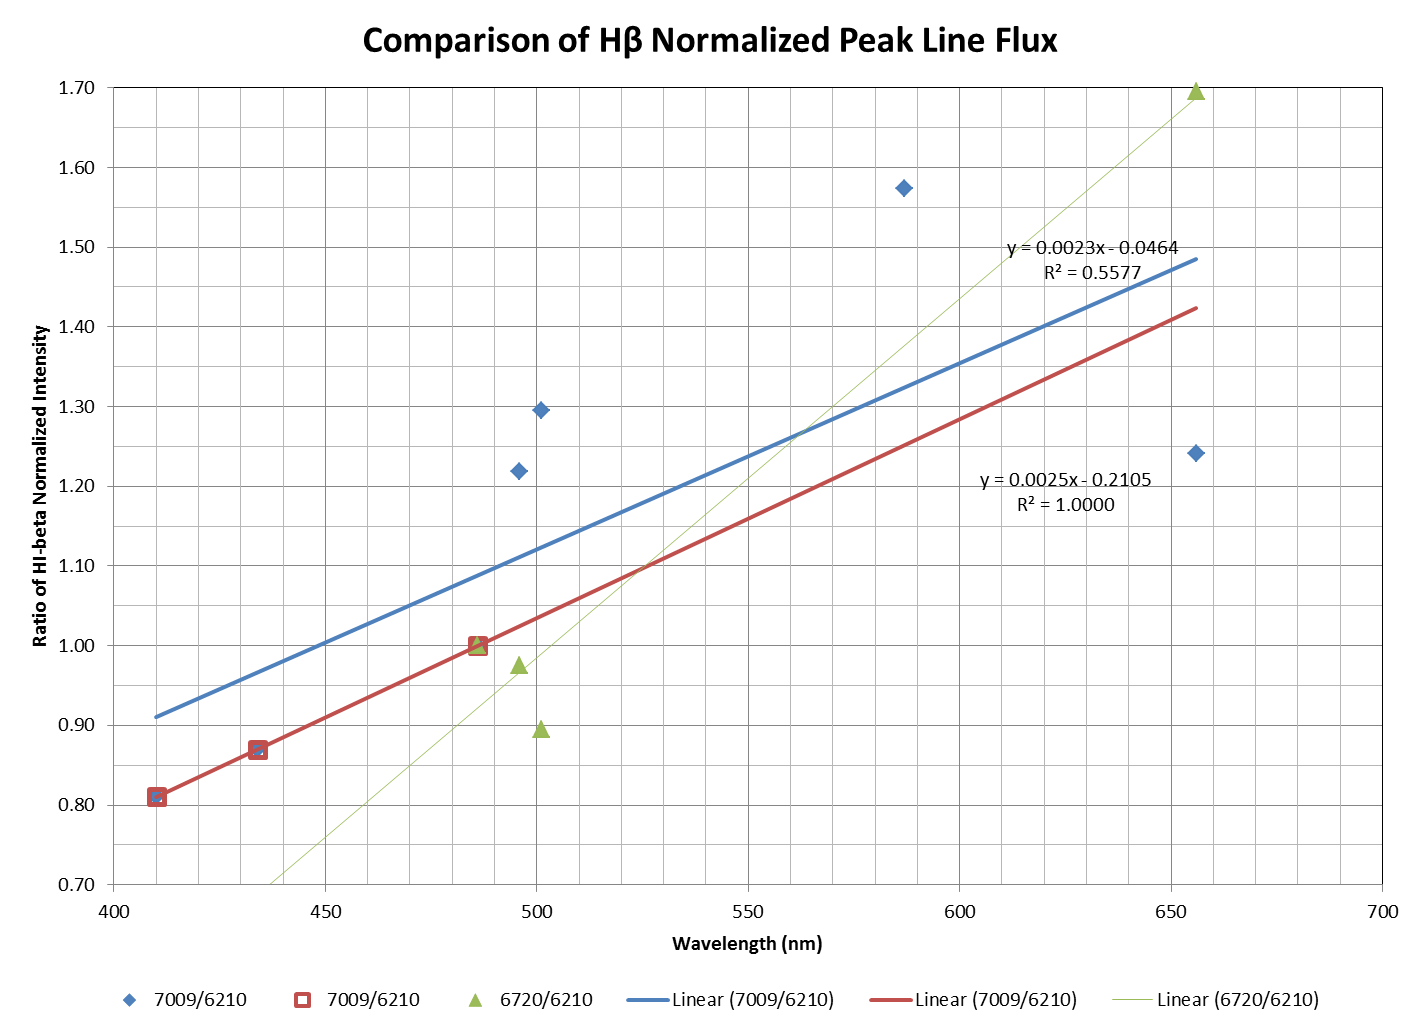 Comparison of Hβ Normalized Peak Line Flux
Ratio of HI-beta Normalized Intensity
1.70
1.60
1.50
1.40
1.30
1.20
1.10
1.00
0.90
0.80
0.70
y = 0.0023x - 0.0464
R² = 0.5577
y = 0.0025x - 0.2105
R² = 1.0000
400 450 500 550 600 650 700
Wavelength (nm)
7009/6210 7009/6210 6720/6210 Linear (7009/6210) Linear (7009/6210) Linear (6720/6210)